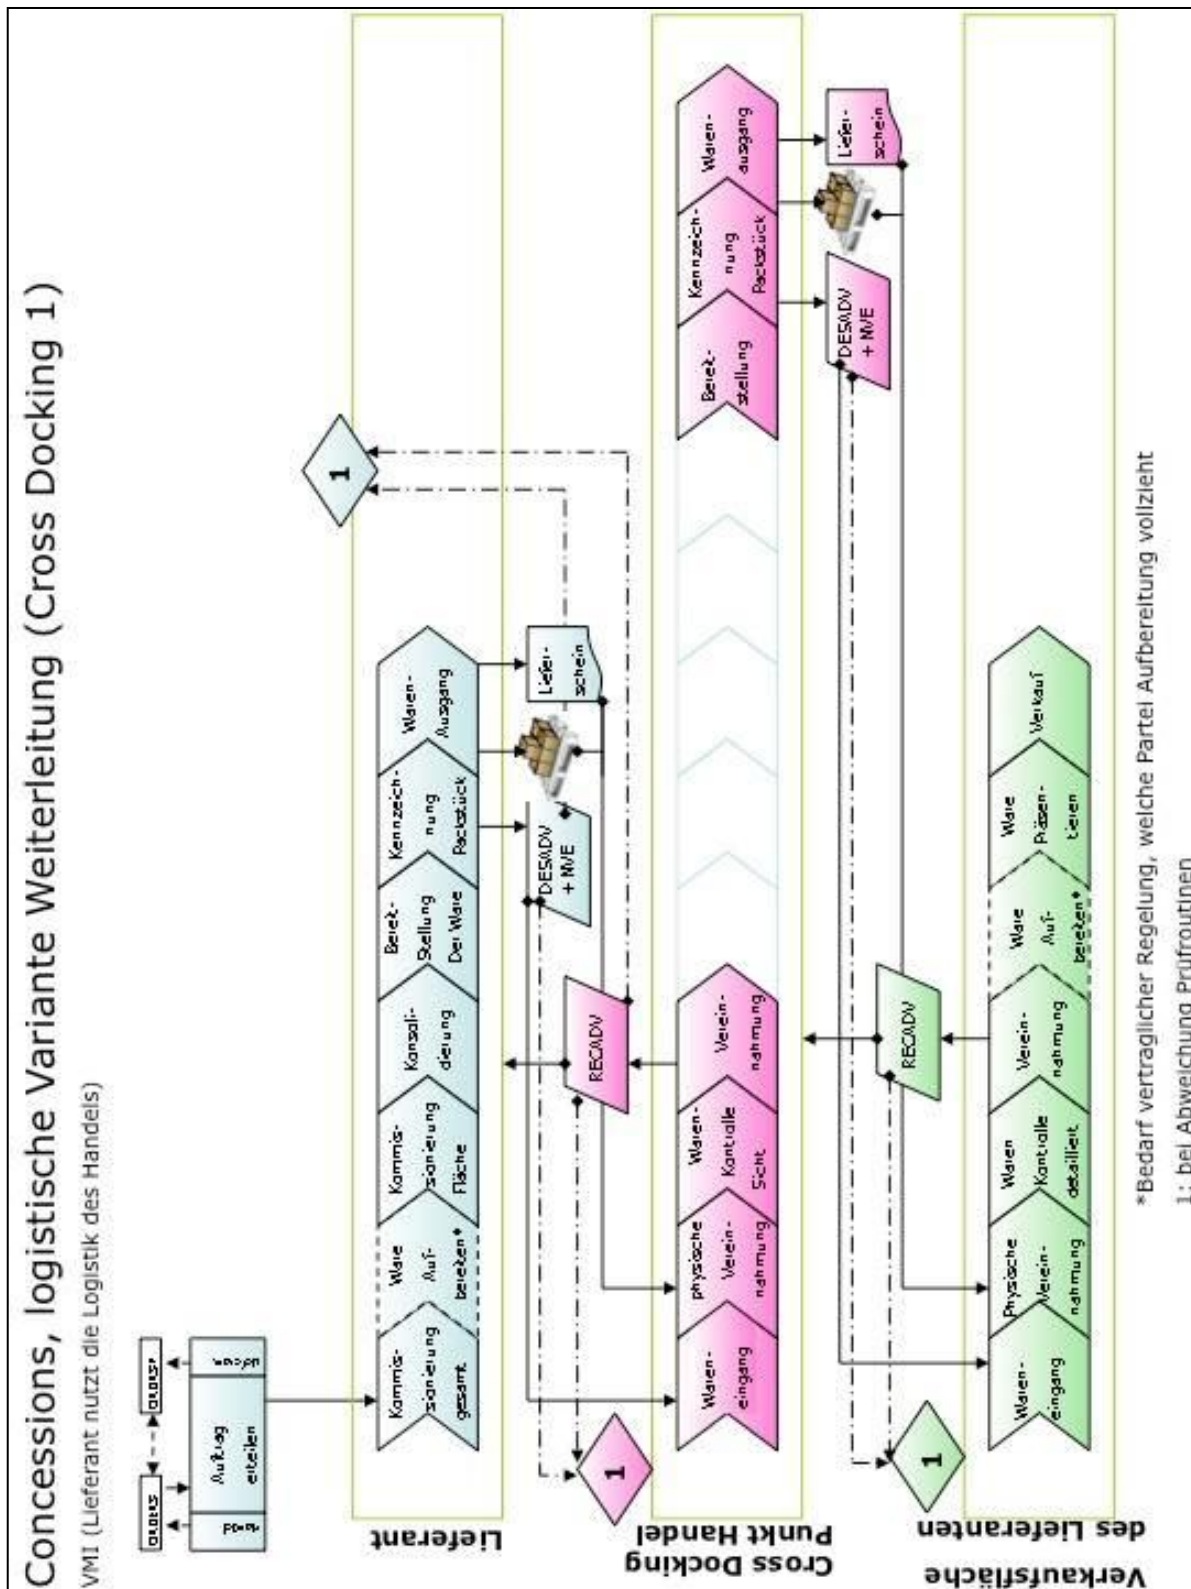 Concessions, logistische Variante Weiterleitung (Cross Docking 1)
VMI (Lieferant nutzt die Logistik des Handels)
ORDERS
ORDRSP
Auftrag
erteilen
Lieferant
Kommis-
sionierung
gesamt
Ware
Auf-
bereiten*
Kommis-
sionierung
Fläche
Konsoli-
dierung
Bereit-
Stellung
Der Ware
Kennzeich-
nung
Packstück
Waren-
Ausgang
1
DESADV
+ NVE
Liefer-
schein
RECADV
1
Cross Docking
Punkt Handel
Waren-
eingang
physische
Verein-
nahmung
Waren-
Kontrolle
Sicht
Verein-
nahmung
Bereit-
stellung
Kennzeich-
nung
Packstück
Waren-
ausgang
DESADV
+ NVE
Liefer-
schein
RECADV
1
Verkaufsfläche
des Lieferanten
Waren-
eingang
Physische
Verein-
nahmung
Waren
Kontrolle
detailliert
Verein-
nahmung
Ware
Auf-
bereiten*
Ware
Präsen-
tieren
Verkauf
*Bedarf vertraglicher Regelung, welche Partei Aufbereitung vollzieht
1: bei Abweichung Prüfroutinen